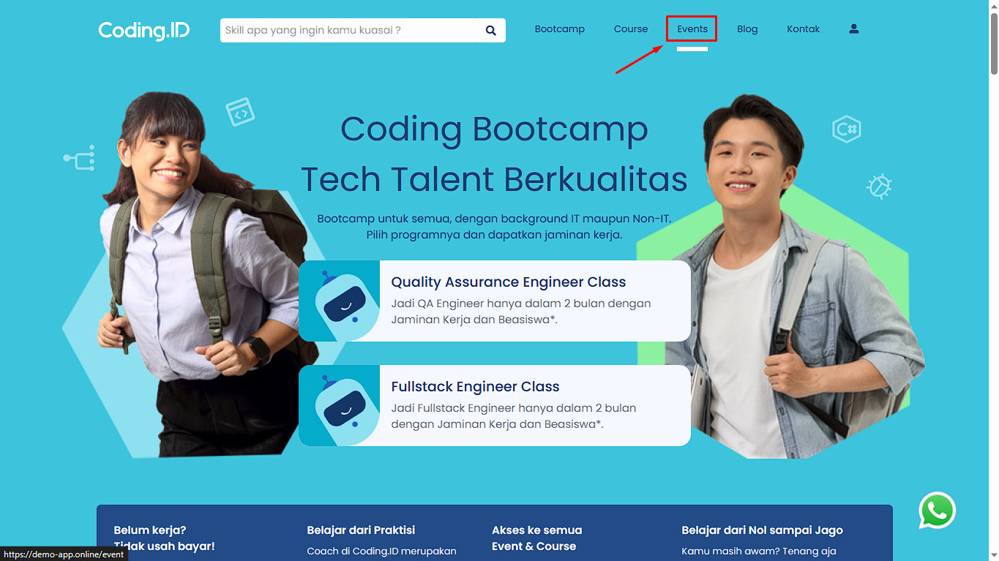 Coding.ID
Skill apa yang ingin kamu kuasai ?
Bootcamp
Course
Events
Blog
Kontak
C#
Coding Bootcamp
Tech Talent Berkualitas
Bootcamp untuk semua, dengan background IT maupun Non-IT.
Pilih programnya dan dapatkan jaminan kerja.
Quality Assurance Engineer Class
Jadi QA Engineer hanya dalam 2 bulan dengan
Jaminan Kerja dan Beasiswa*.
Fullstack Engineer Class
Jadi Fullstack Engineer hanya dalam 2 bulan
dengan Jaminan Kerja dan Beasiswa*.
Belum kerja?
Tidak usah bayar!
Belajar dari Praktisi
Coach di Coding.ID merupakan
Akses ke semua
Event & Course
Belajar dari Nol sampai Jago
Kamu masih awam? Tenang aja
https://demo-app.online/event